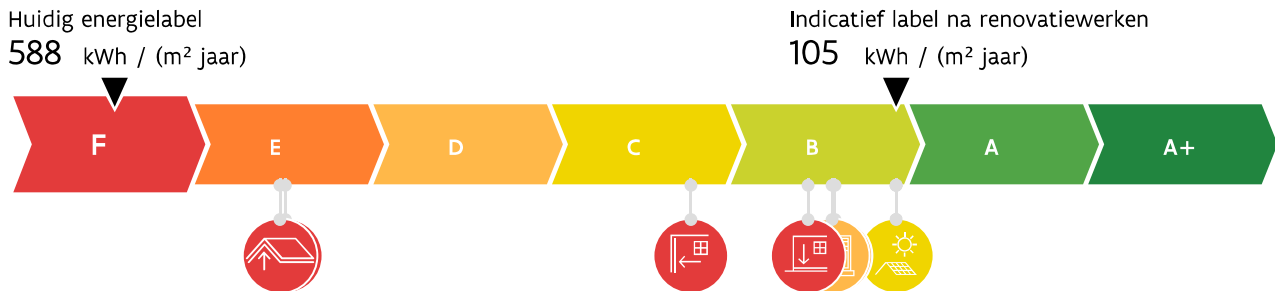 Huidig energielabel
588 kWh / (m² jaar)
Indicatief label na renovatiewerken
105 kWh / (m² jaar)
F E D C B A A+